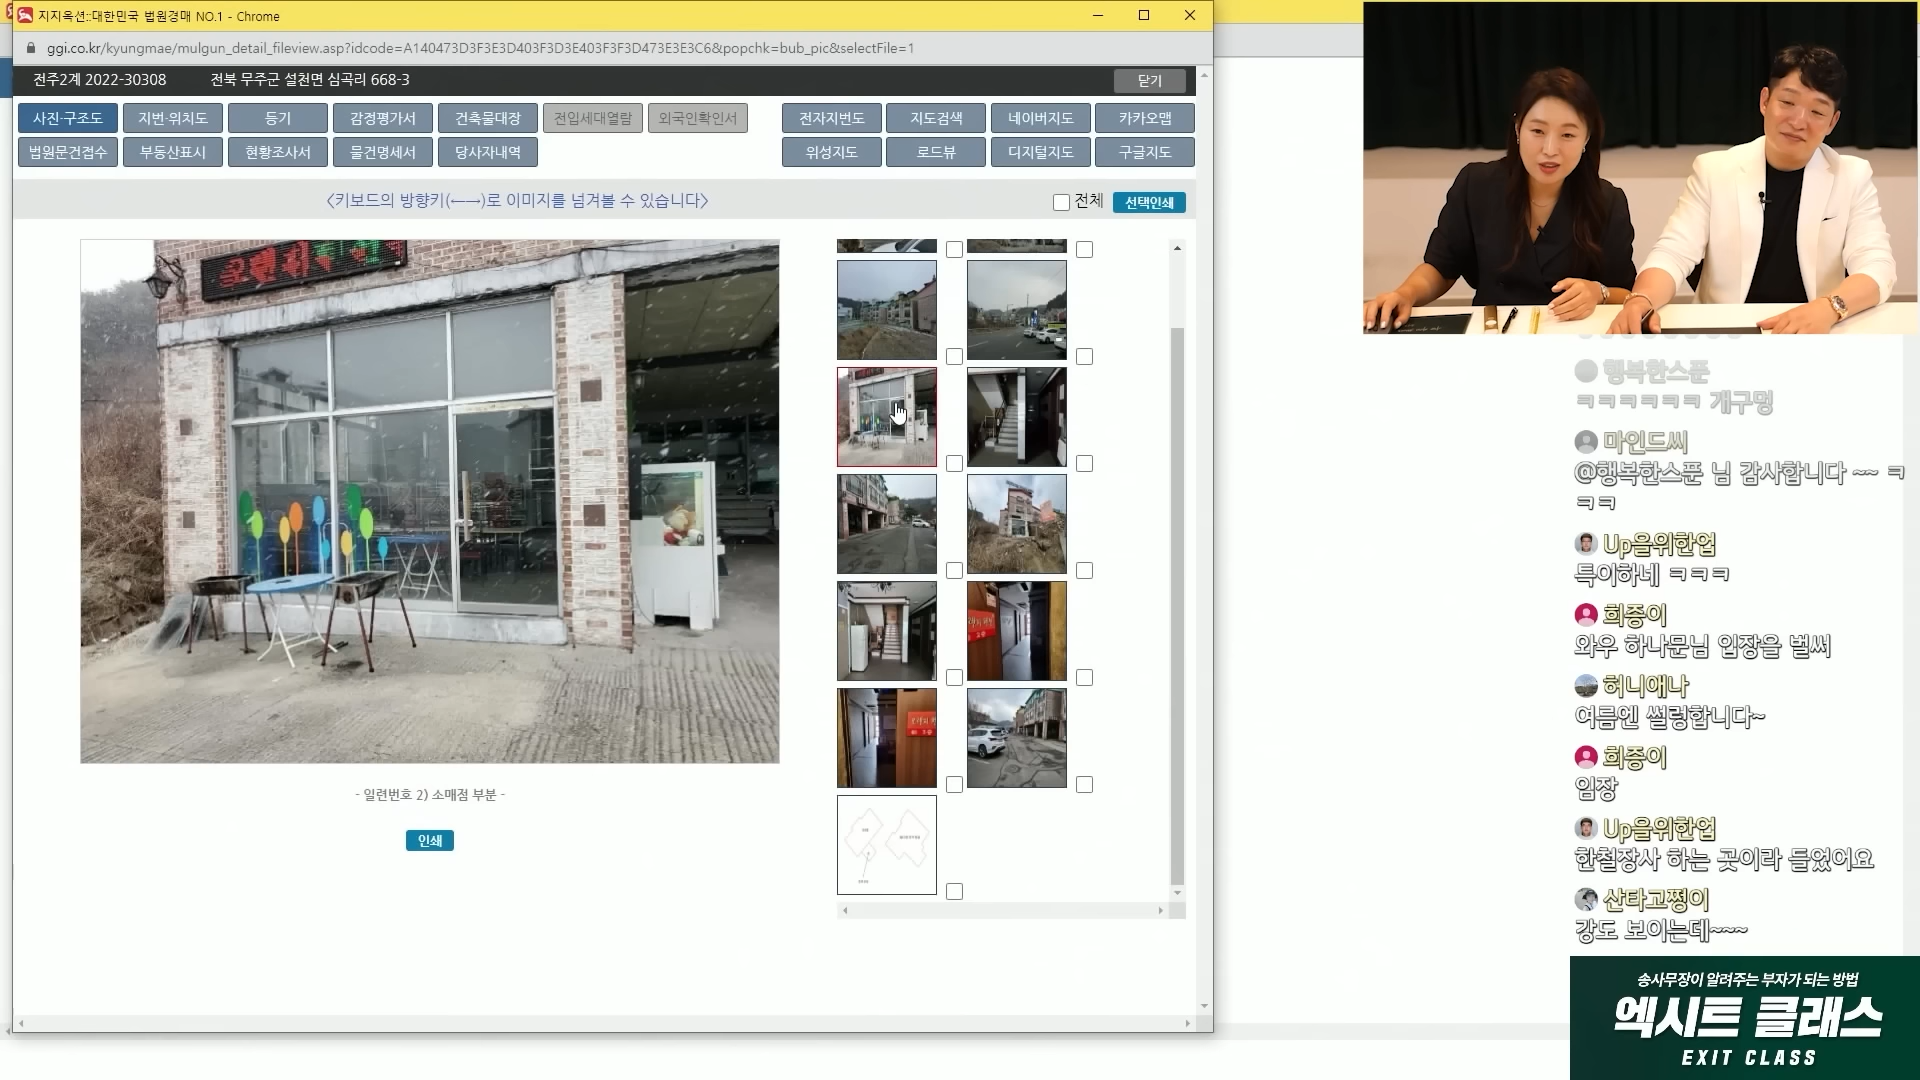 지지옥션::대한민국 법원경매 NO.1 - Chrome
ggi.co.kr/kyungmae/mulgun_detail_fileview.asp?idcode=A140473D3F3E3D403F3D3E403F3F3D473E3E3C6&popchk=bub_pic&selectFile=1
전주2계 2022-30308 전북 무주군 설천면 심곡리 668-3 닫기
사진·구조도 지번·위치도 등기 감정평가서 건축물대장 전입세대열람 외국인확인서 전자지번도 지도검색 네이버지도 카카오맵
법원문건접수 부동산표시 현황조사서 물건명세서 당사자내역 위성지도 로드뷰 디지털지도 구글지도
〈키보드의 방향키(←→)로 이미지를 넘겨볼 수 있습니다〉 전체 선택인쇄
- 일련번호 2) 소매점 부분 -
인쇄
행복한스푼
ㅋㅋㅋㅋㅋㅋ 개구멍
마인드씨
@행복한스푼 님 감사합니다 ~~ ㅋ
ㅋㅋ
Up을위한업
특이하네 ㅋㅋㅋ
희증이
와우 하나문님 입장을 벌써
허니애나
여름엔 썰렁합니다~
희증이
임장
Up을위한업
한철장사 하는 곳이라 들었어요
산타고쩡이
강도 보이는데~~~
송사무장이 알려주는 부자가 되는 방법
엑시트 클래스
EXIT CLASS